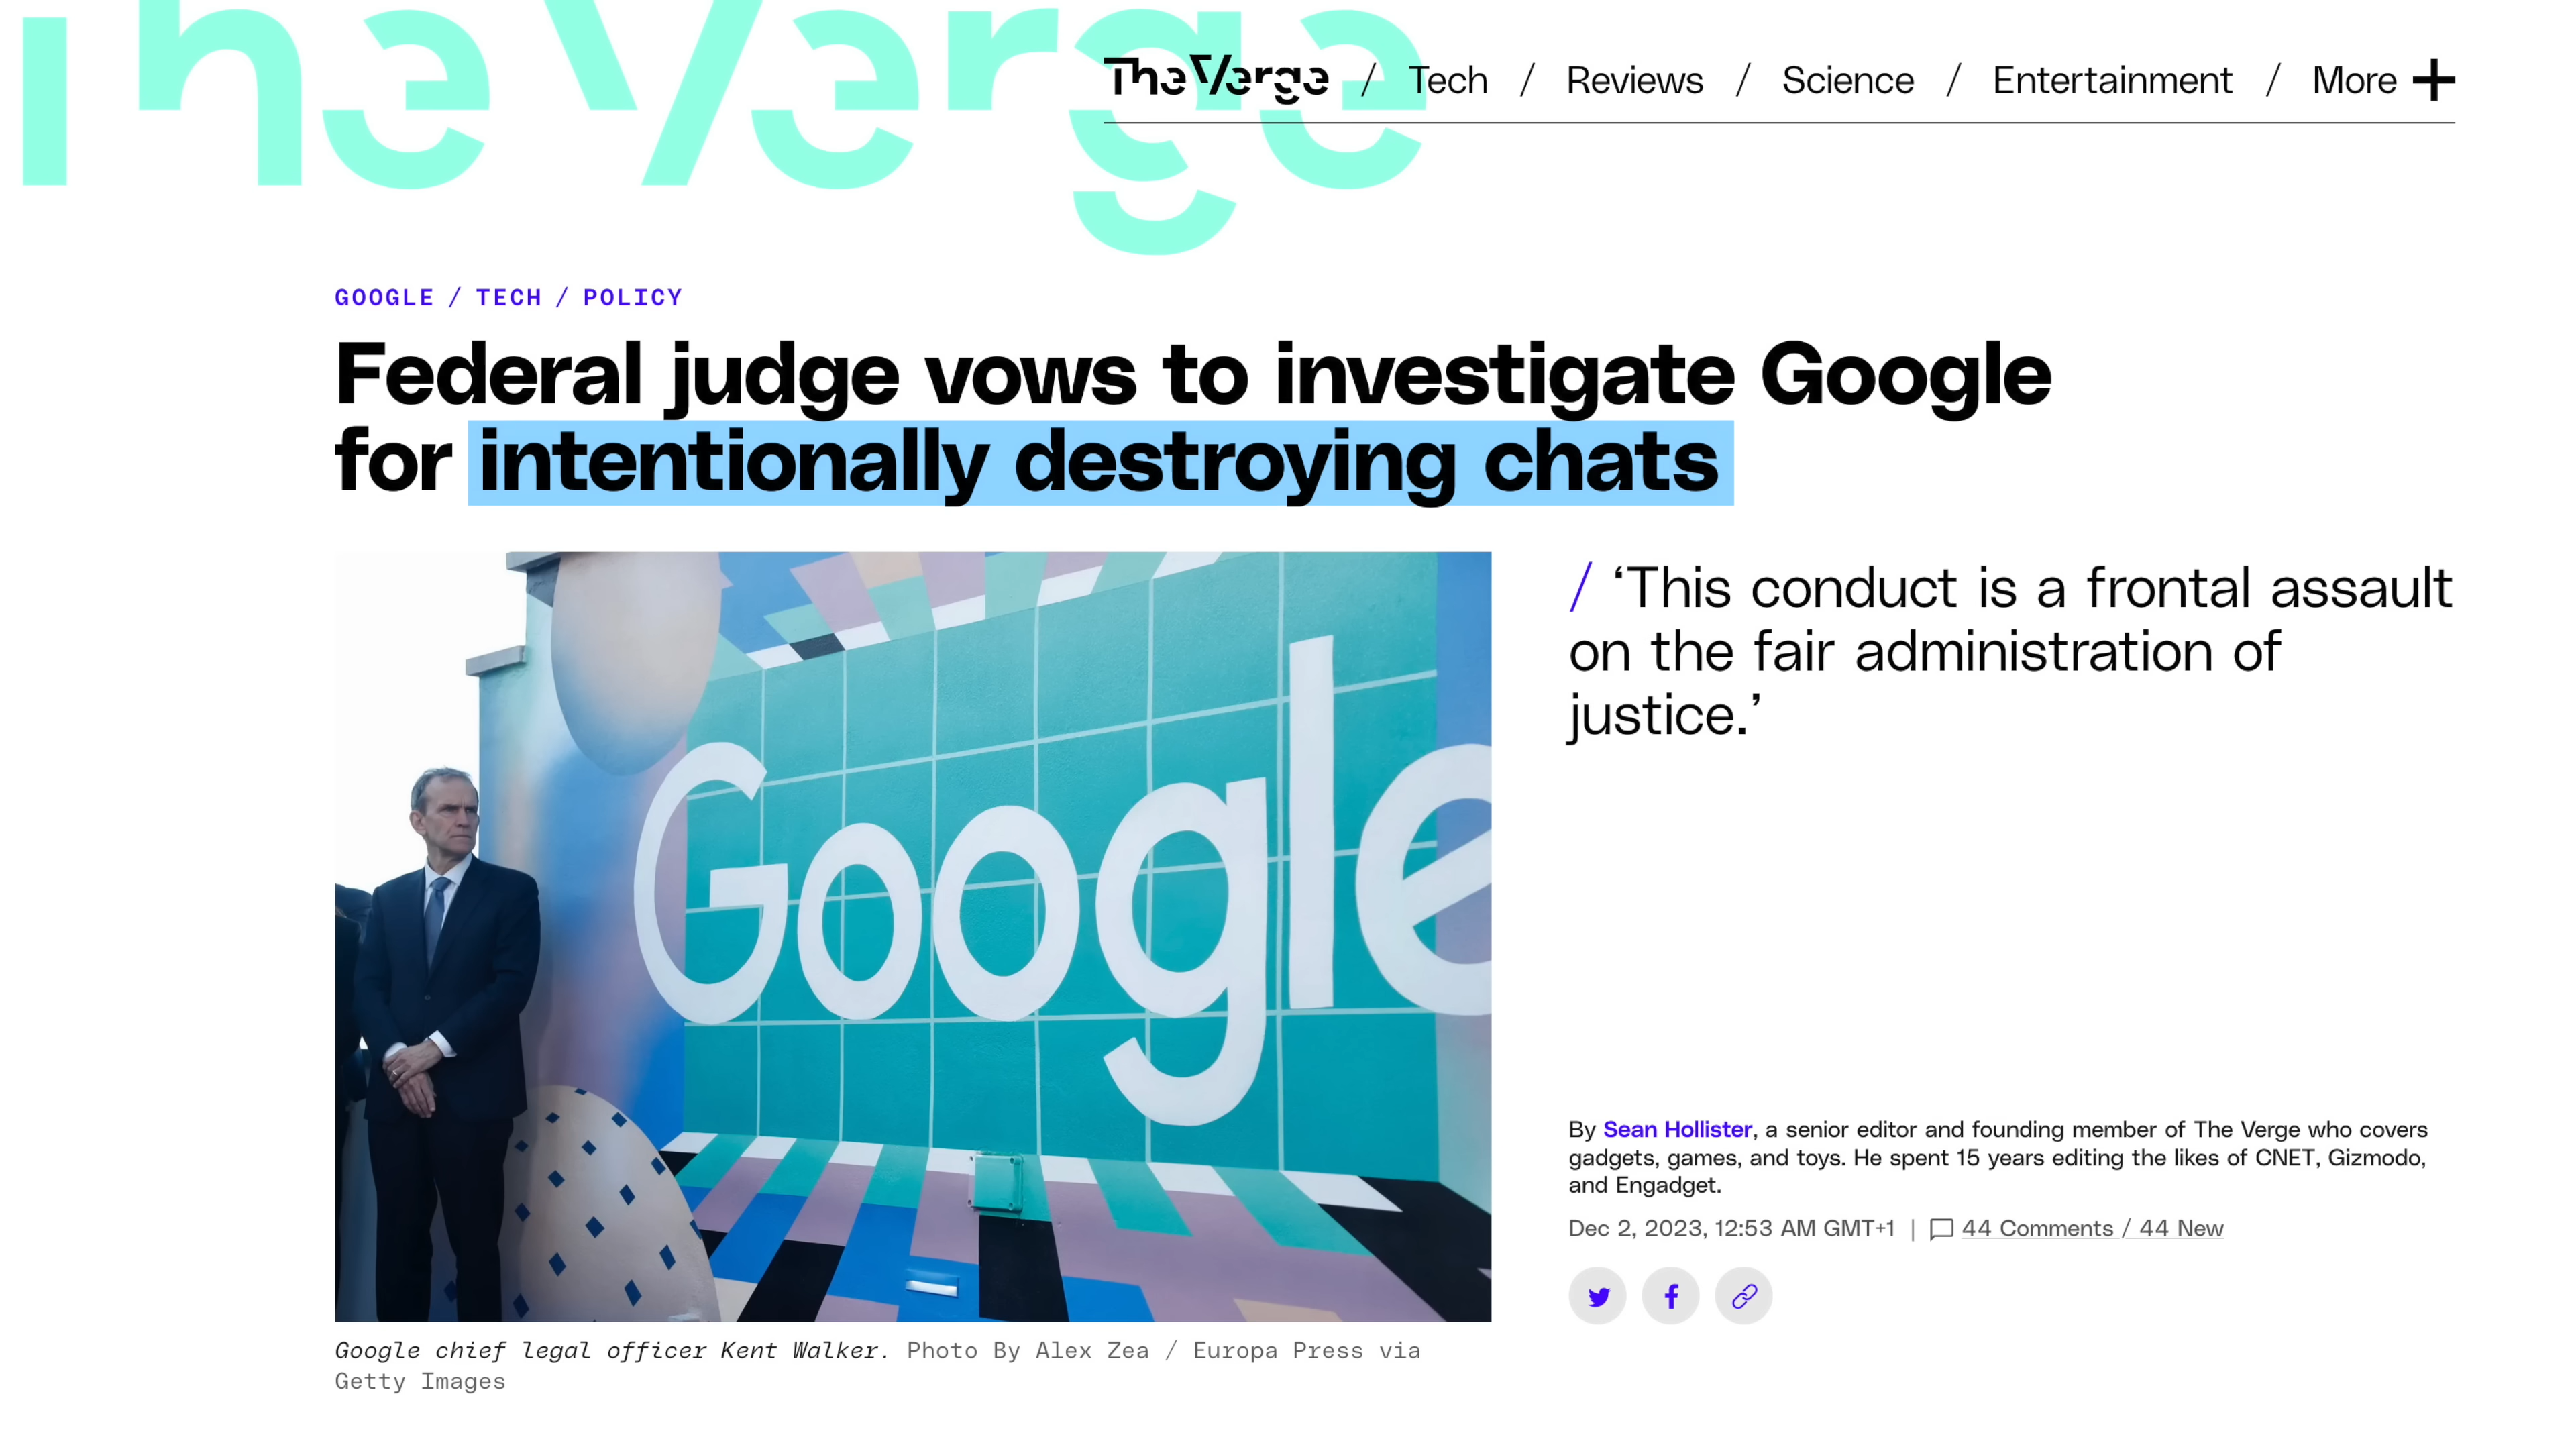 The Verge
The Verge / Tech / Reviews / Science / Entertainment / More
GOOGLE / TECH / POLICY
Federal judge vows to investigate Google
for intentionally destroying chats
/ ‘This conduct is a frontal assault
on the fair administration of
justice.’
Google
By Sean Hollister, a senior editor and founding member of The Verge who covers
gadgets, games, and toys. He spent 15 years editing the likes of CNET, Gizmodo,
and Engadget.
Dec 2, 2023, 12:53 AM GMT+1 | 44 Comments / 44 New
Google chief legal officer Kent Walker. Photo By Alex Zea / Europa Press via
Getty Images